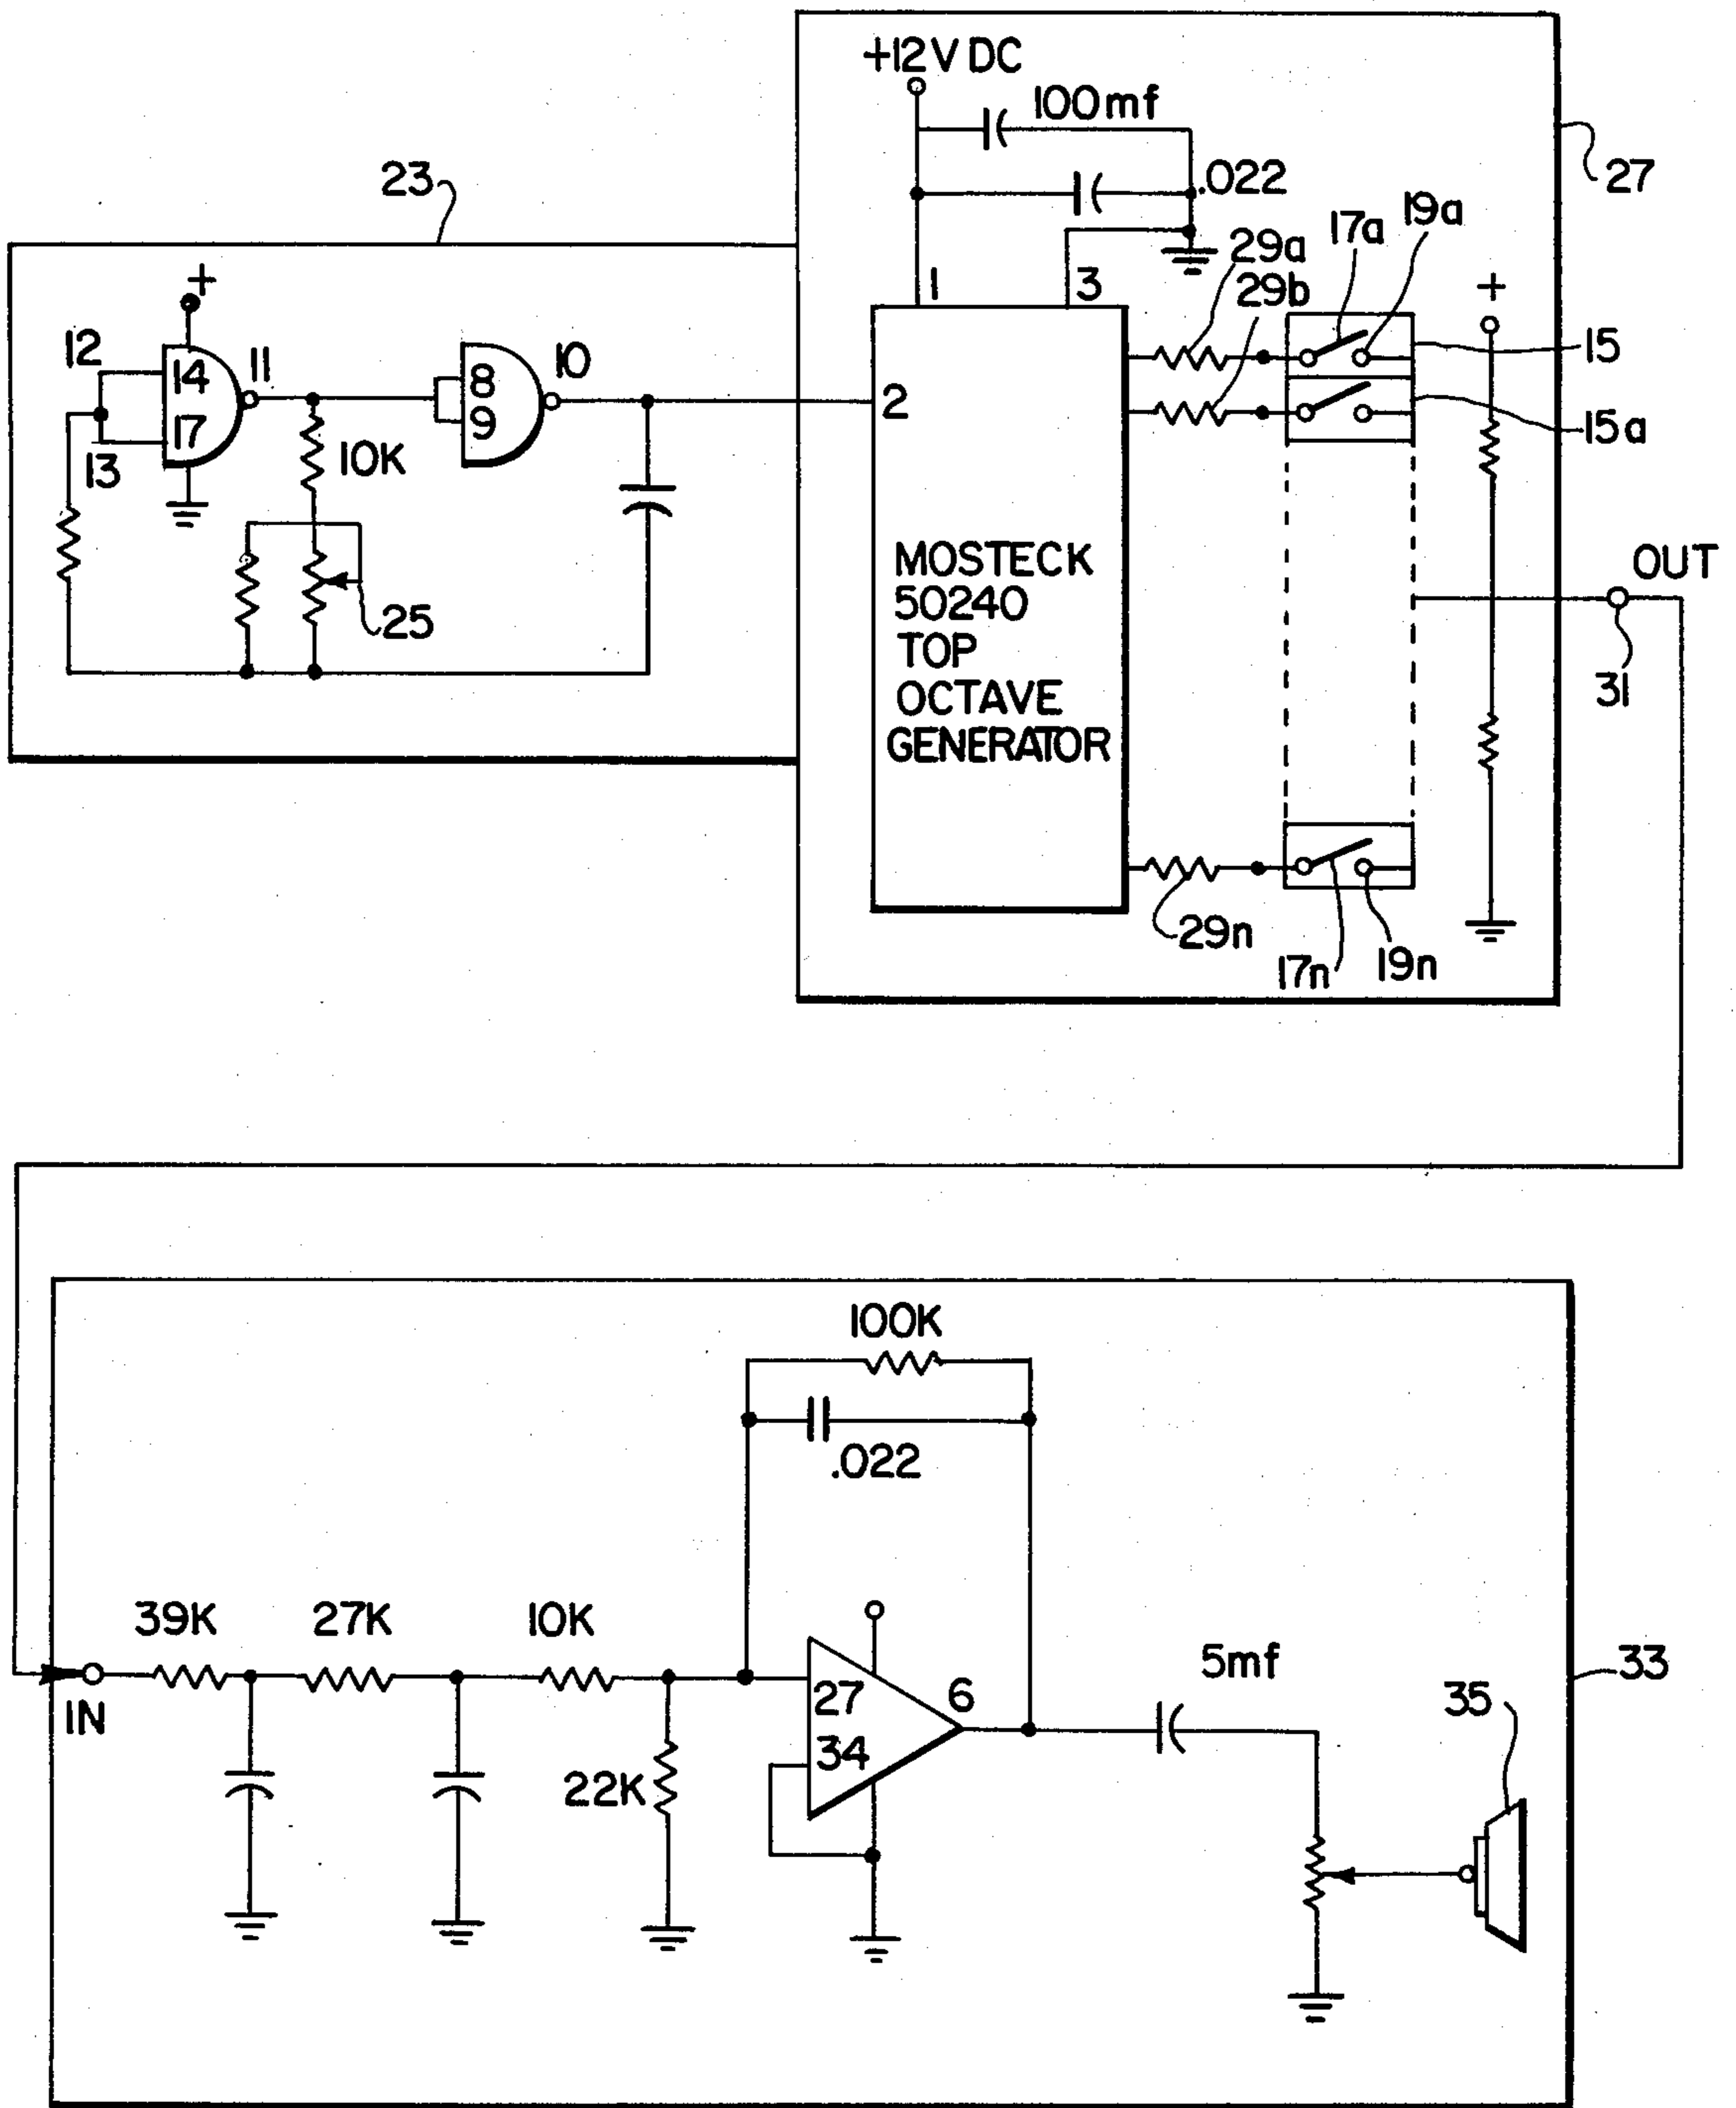 +12V DC
100mf
.022
27
23
17a
19a
29a
29b
1
3
+
+
12
14
11
10
8
9
2
15
15a
17
13
10K
25
MOSTECK
50240
TOP
OCTAVE
GENERATOR
OUT
31
29n
17n
19n
100K
.022
39K
27K
10K
IN
27
6
34
22K
5mf
35
33